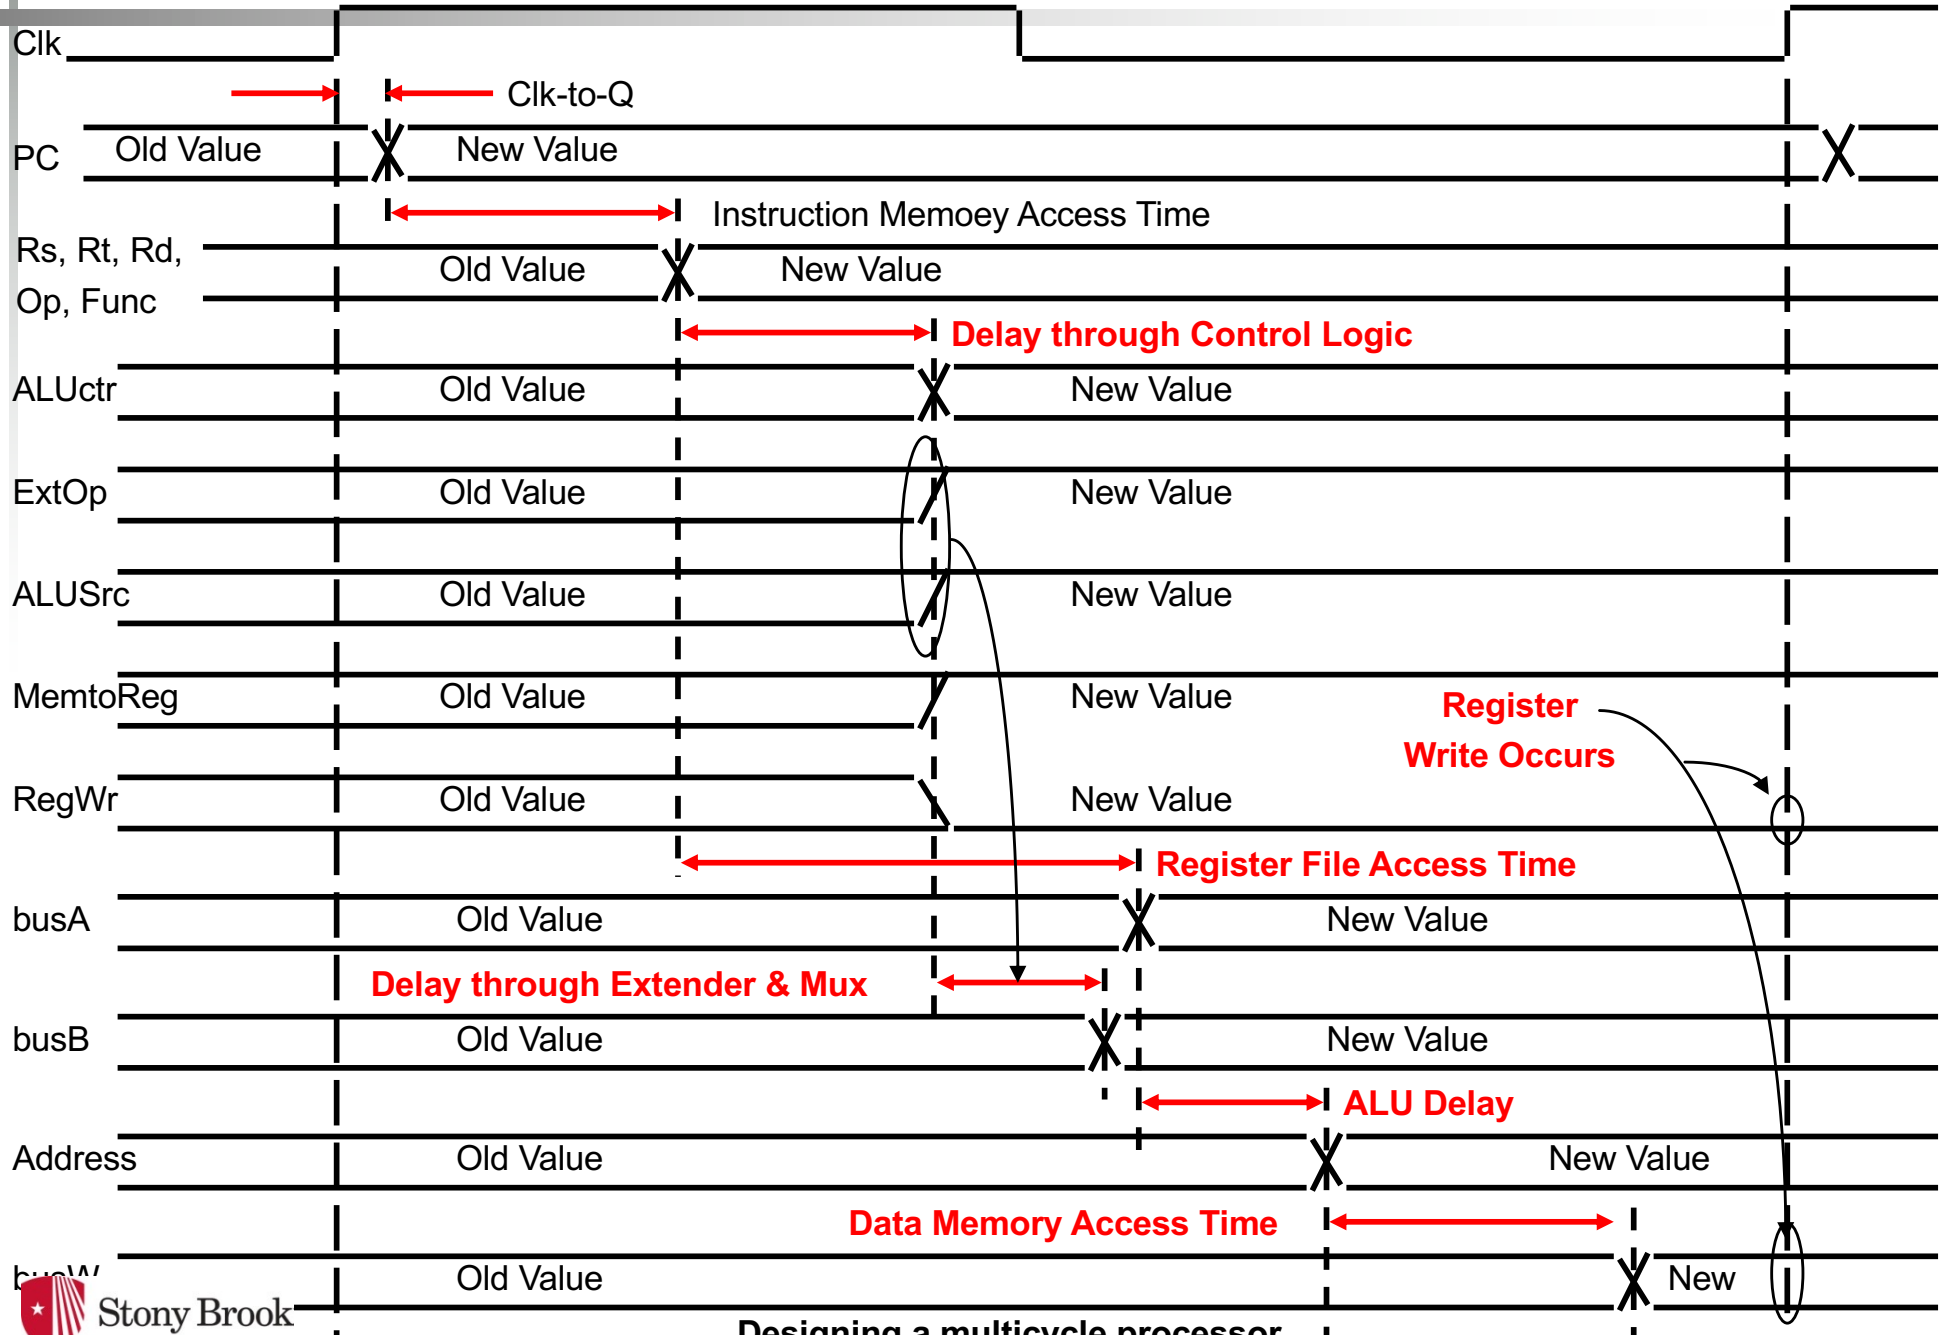 Clk
Clk-to-Q
PC Old Value New Value
Instruction Memoey Access Time
Rs, Rt, Rd,
Op, Func
Old Value New Value
Delay through Control Logic
ALUctr Old Value New Value
ExtOp Old Value New Value
ALUSrc Old Value New Value
MemtoReg Old Value New Value
Register
Write Occurs
RegWr Old Value New Value
Register File Access Time
busA Old Value New Value
Delay through Extender & Mux
busB Old Value New Value
ALU Delay
Address Old Value New Value
Data Memory Access Time
busW Old Value New
Stony Brook
Designing a multicycle processor